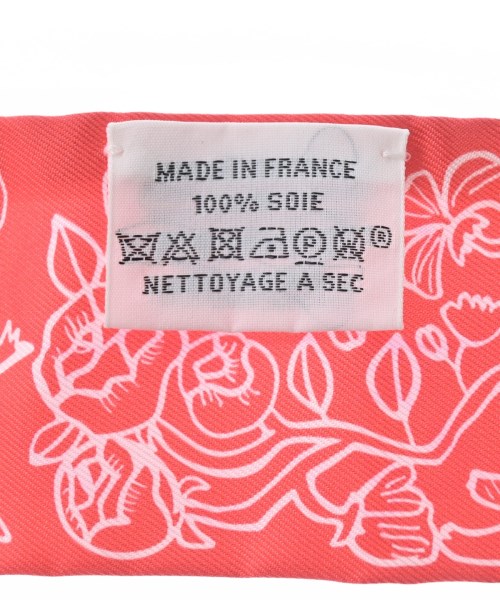 MADE IN FRANCE
100% SOIE
®
NETTOYAGE A SEC